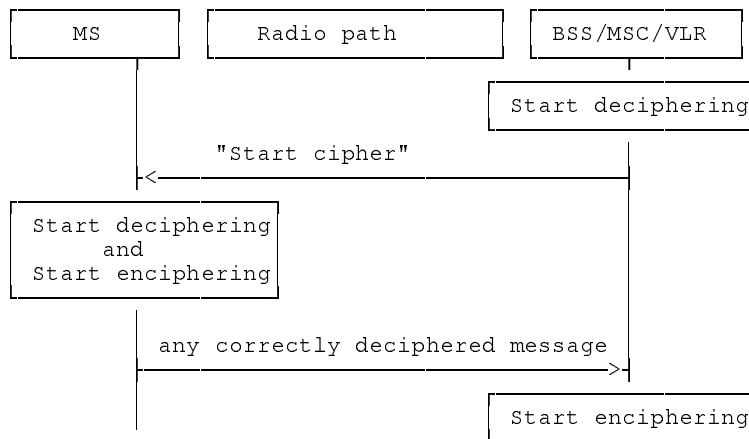 MS
Radio path
BSS/MSC/VLR
Start deciphering
"Start cipher"
Start deciphering
and
Start enciphering
any correctly deciphered message
Start enciphering